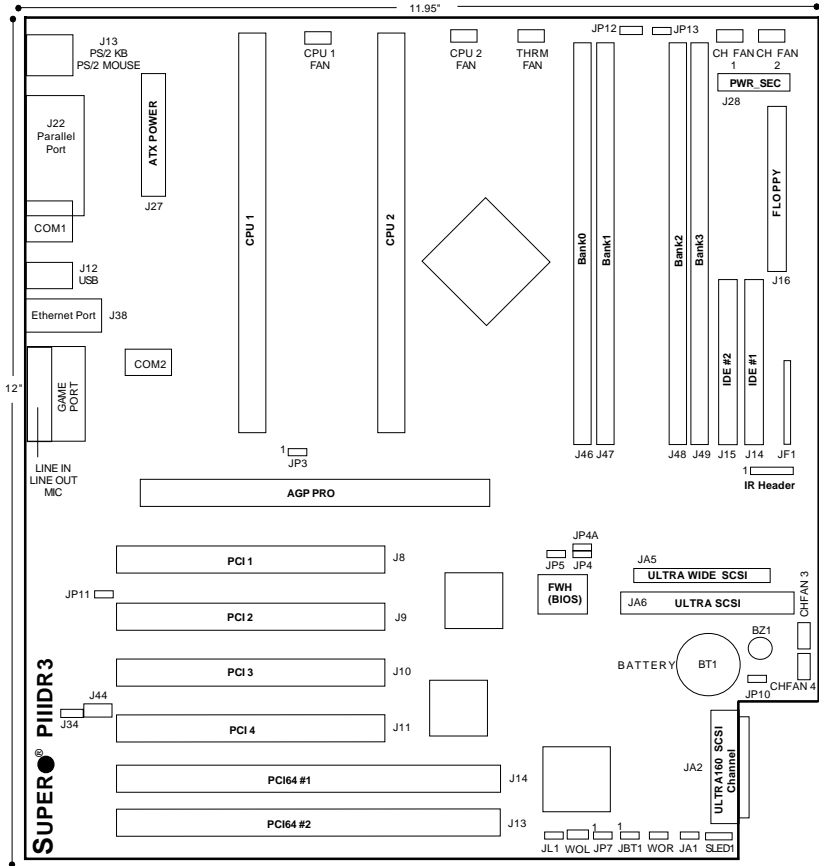 11.95"
12"
J13
PS/2 KB
PS/2 MOUSE
CPU 1
FAN
CPU 2
FAN
THRM
FAN
JP12
JP13
CH FAN
1
CH FAN
2
PWR_SEC
J28
J22
Parallel
Port
ATX POWER
J27
COM1
J12
USB
Ethernet Port
J38
COM2
GAME
PORT
LINE IN
LINE OUT
MIC
CPU 1
CPU 2
Bank0
Bank1
Bank2
Bank3
FLOPPY
J16
IDE #2
IDE #1
J46
J47
J48
J49
J15
J14
JF1
1
IR Header
1
JP3
AGP PRO
PCI 1
J8
JP11
PCI 2
J9
PCI 3
J10
J44
J34
PCI 4
J11
PCI64 #1
J14
PCI64 #2
J13
JP4A
JP5
JP4
FWH
(BIOS)
JA5
ULTRA WIDE SCSI
JA6
ULTRA SCSI
CHFAN 3
BZ1
BATTERY
BT1
CHFAN 4
JP10
JA2
ULTRA160 SCSI
Channel
JL1
WOL
1
JP7
1
JBT1
WOR
JA1
SLED1
SUPER® PIIIDR3